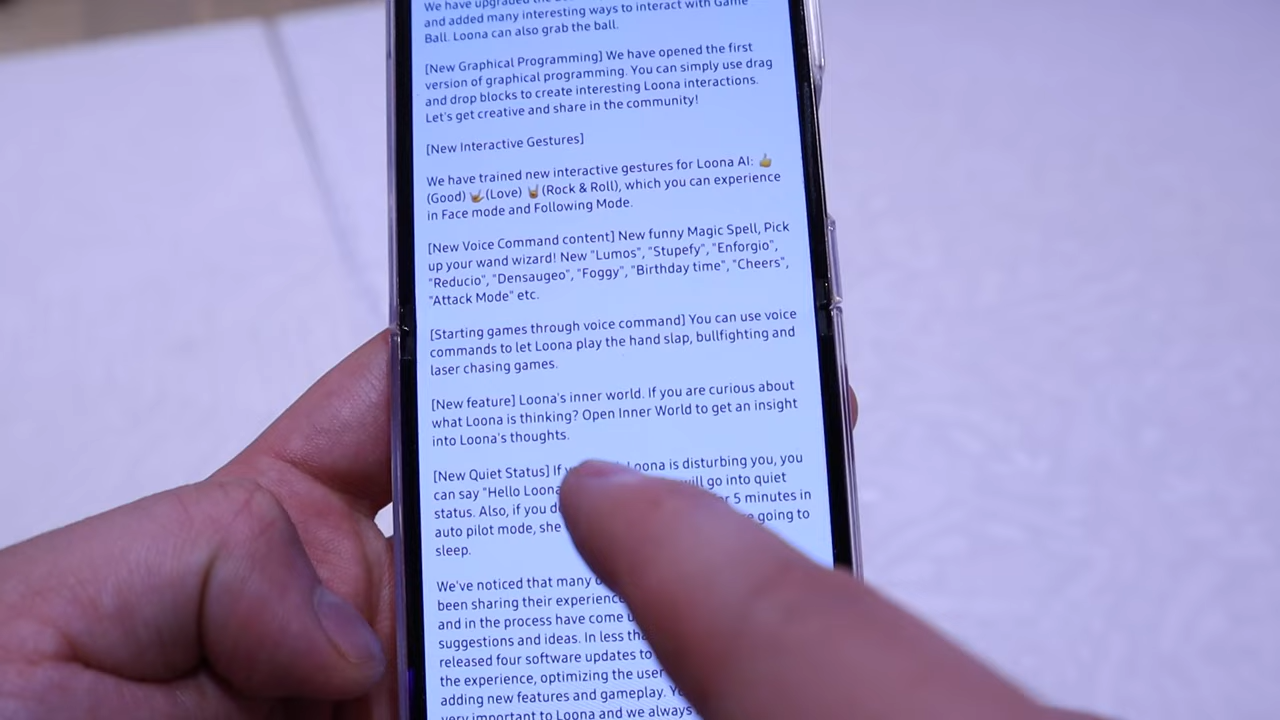 We have upgraded the
and added many interesting ways to interact with Game
Ball. Loona can also grab the ball.
[New Graphical Programming] We have opened the first
version of graphical programming. You can simply use drag
and drop blocks to create interesting Loona interactions.
Let's get creative and share in the community!
[New Interactive Gestures]
We have trained new interactive gestures for Loona AI: 👍
(Good) 🤟(Love) 🤘(Rock & Roll), which you can experience
in Face mode and Following Mode.
[New Voice Command content] New funny Magic Spell, Pick
up your wand wizard! New "Lumos", "Stupefy", "Enforgio",
"Reducio", "Densaugeo", "Foggy", "Birthday time", "Cheers",
"Attack Mode" etc.
[Starting games through voice command] You can use voice
commands to let Loona play the hand slap, bullfighting and
laser chasing games.
[New feature] Loona's inner world. If you are curious about
what Loona is thinking? Open Inner World to get an insight
into Loona's thoughts.
[New Quiet Status] If Loona is disturbing you, you
can say "Hello Loona will go into quiet
status. Also, if you 5 minutes in
auto pilot mode, she going to
sleep.
We've noticed that many
been sharing their experience
and in the process have come
suggestions and ideas. In less
released four software updates to
the experience, optimizing the user
adding new features and gameplay.
very important to Loona and we always